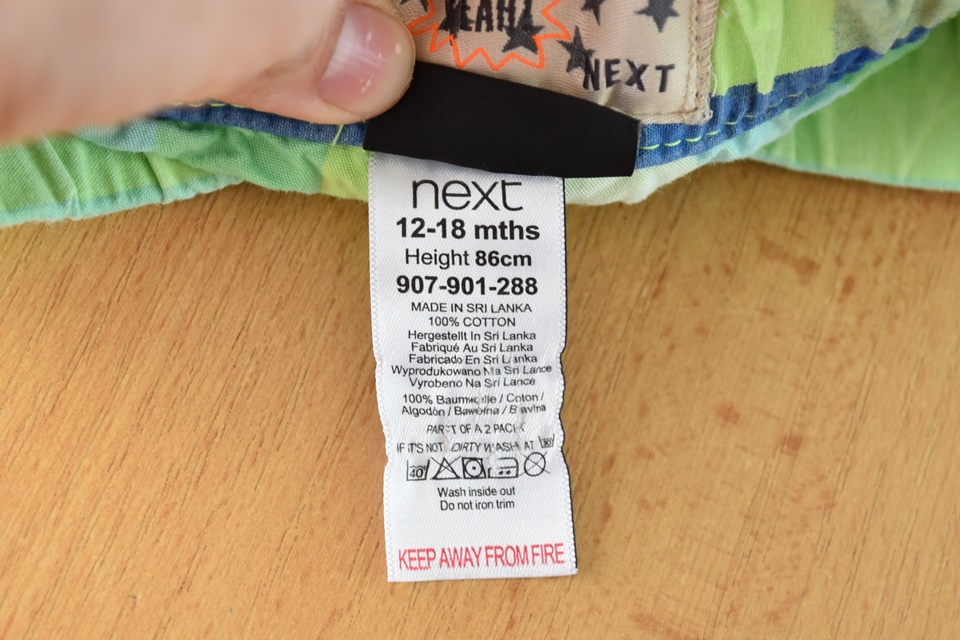 YEAH!
NEXT
next
12-18 mths
Height 86cm
907-901-288
MADE IN SRI LANKA
100% COTTON
Hergestellt In Sri Lanka
Fabriqué Au Sri Lanka
Fabricado En Sri Lanka
Wyprodukowano Na Sri Lance
Vyrobeno Na Sri Lance
100% Baumwolle / Coton /
Algodón / Bawełna / Bavlna
PART OF A 2 PACK
IF IT'S NOT DIRTY WASH AT 30°
40°
Wash inside out
Do not iron trim
KEEP AWAY FROM FIRE